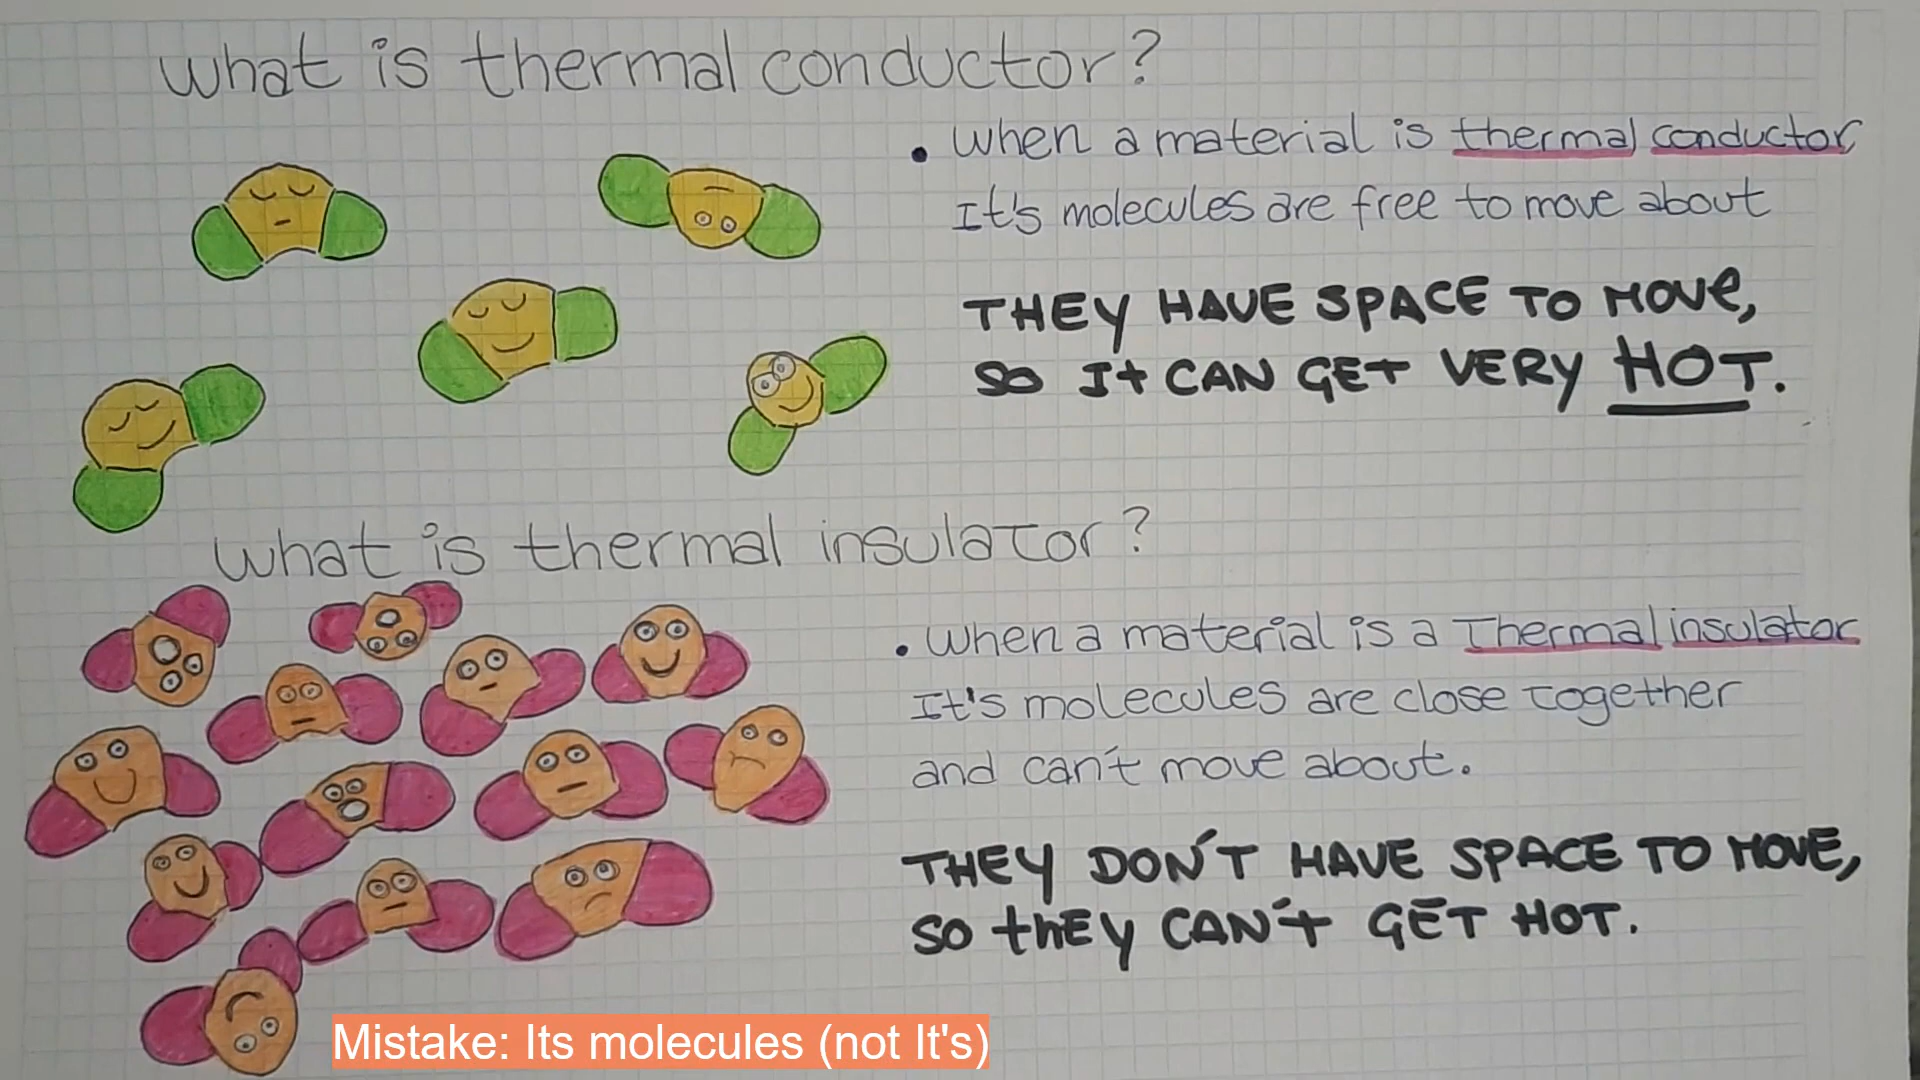 What is thermal conductor?
• When a material is thermal conductor
It's molecules are free to move about
THEY HAVE SPACE TO MOVE,
SO It CAN GET VERY HOT.
What is thermal insulator?
. When a material is a Thermal insulator
It's molecules are close together
and can't move about.
THEY DON'T HAVE SPACE TO MOVE,
SO thEY CAN'T GET HOT.
Mistake: Its molecules (not It's)